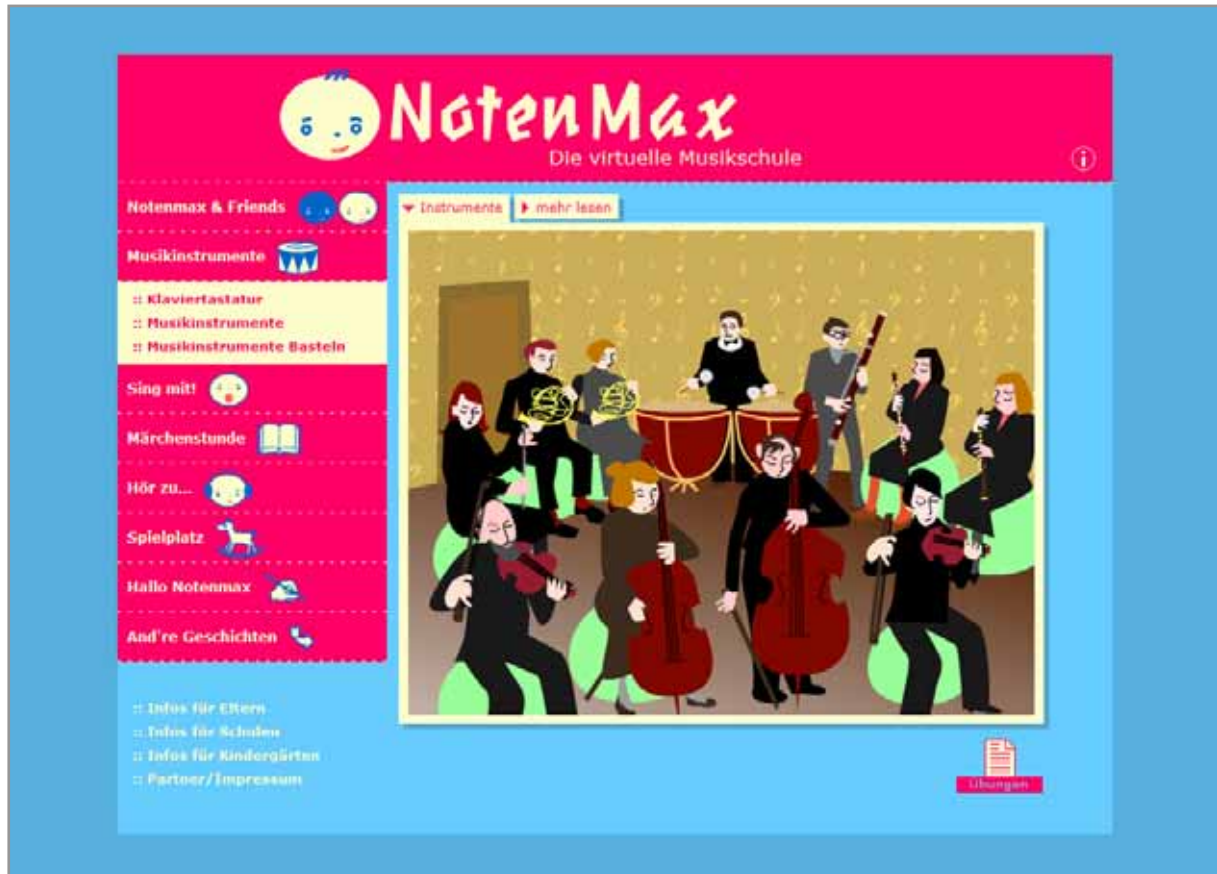 NotenMax
Die virtuelle Musikschule
i
Notenmax & Friends
Musikinstrumente
:: Klaviertastatur
:: Musikinstrumente
:: Musikinstrumente Basteln
Sing mit!
Märchenstunde
Hör zu...
Spielplatz
Hallo Notenmax
And're Geschichten
:: Infos für Eltern
:: Infos für Schulen
:: Infos für Kindergärten
:: Partner/Impressum
Instrumente
mehr lesen
Übungen